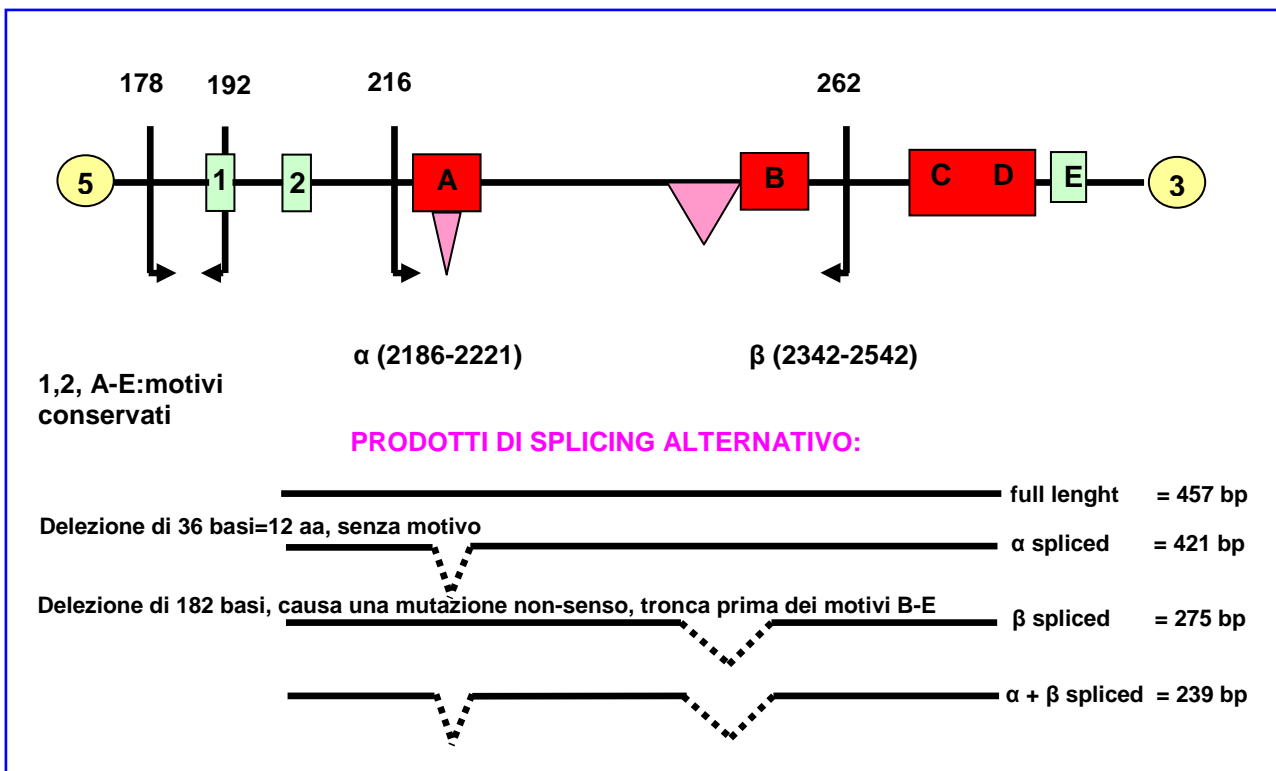 178 192 216 262
5 1 2 A B C D E 3
α (2186-2221) β (2342-2542)
1,2, A-E:motivi
conservati
PRODOTTI DI SPLICING ALTERNATIVO:
full lenght = 457 bp
Delezione di 36 basi=12 aa, senza motivo
α spliced = 421 bp
Delezione di 182 basi, causa una mutazione non-senso, tronca prima dei motivi B-E
β spliced = 275 bp
α + β spliced = 239 bp